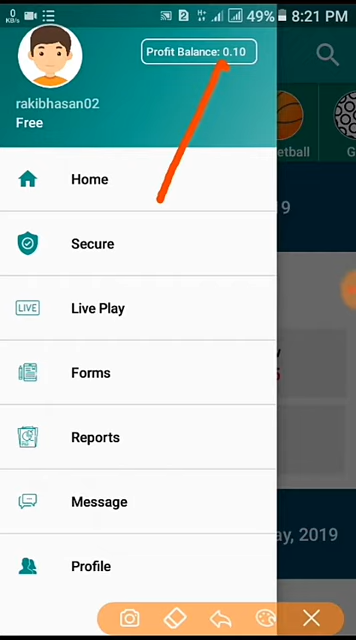 0
KB/s
H+
49%
8:21 PM
Profit Balance: 0.10
rakibhasan02
Free
etball
G
19
Home
Secure
LIVE
Live Play
Forms
Reports
Message
ay, 2019
Profile